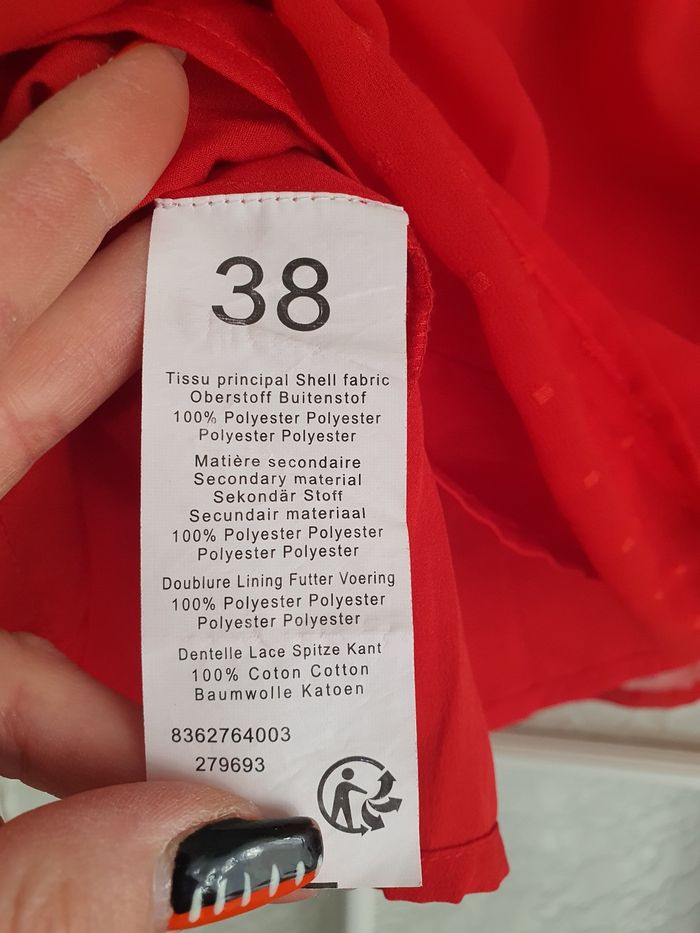 38
Tissu principal Shell fabric
Oberstoff Buitenstof
100% Polyester Polyester
Polyester Polyester
Matière secondaire
Secondary material
Sekondär Stoff
Secundair materiaal
100% Polyester Polyester
Polyester Polyester
Doublure Lining Futter Voering
100% Polyester Polyester
Polyester Polyester
Dentelle Lace Spitze Kant
100% Coton Cotton
Baumwolle Katoen
8362764003
279693